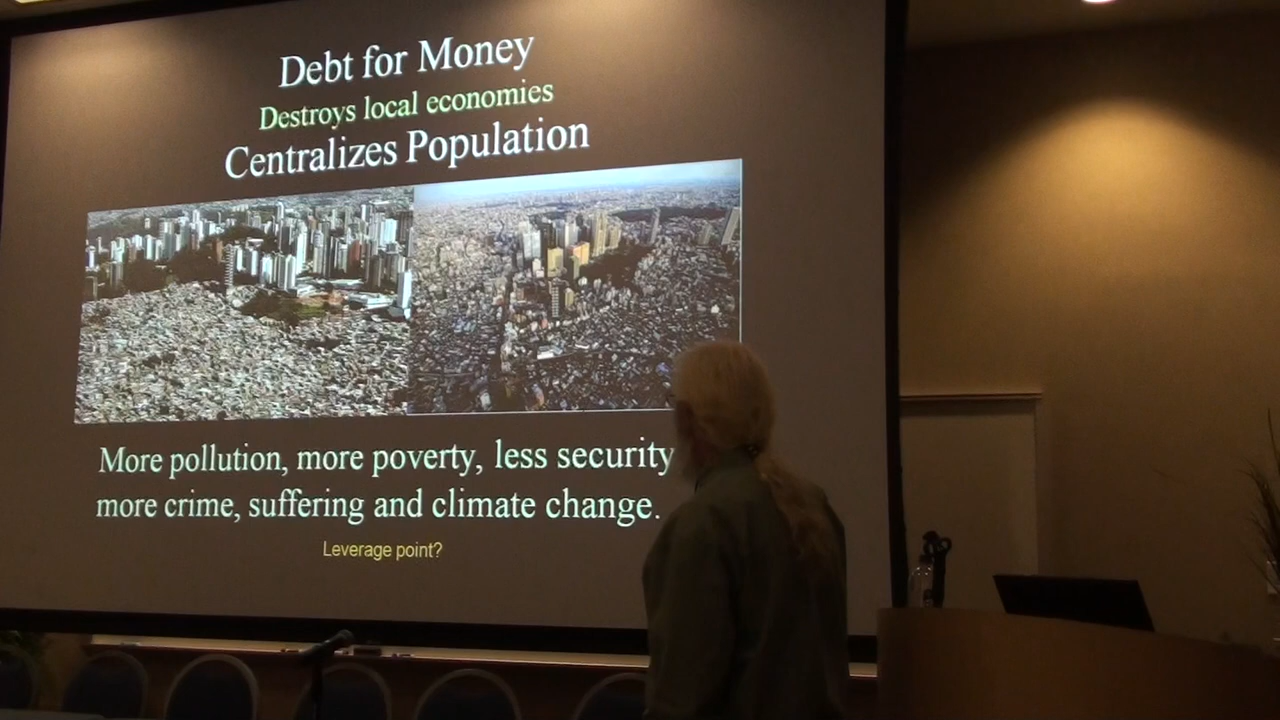 Debt for Money
Destroys local economies
Centralizes Population
More pollution, more poverty, less security
more crime, suffering and climate change.
Leverage point?